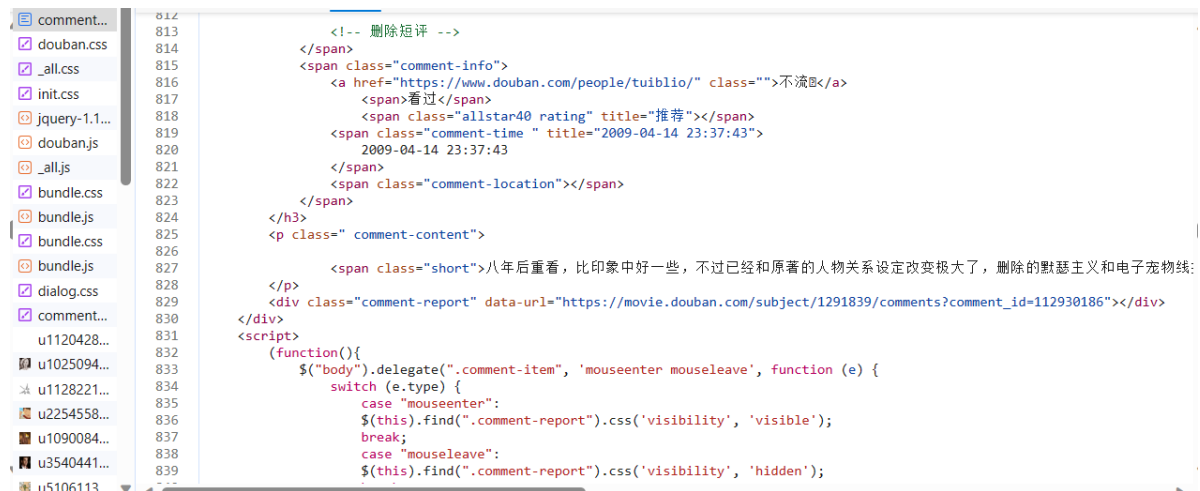 comment...
douban.css
_all.css
init.css
jquery-1.1...
douban.js
_all.js
bundle.css
bundle.js
bundle.css
bundle.js
dialog.css
comment...
u1120428...
u1025094...
u1128221...
u2254558...
u1090084...
u3540441...
u5106113
812
813 <!-- 删除短评 -->
814 </span>
815 <span class="comment-info">
816 <a href="https://www.douban.com/people/tuiblio/" class="">不流</a>
817 <span>看过</span>
818 <span class="allstar40 rating" title="推荐"></span>
819 <span class="comment-time " title="2009-04-14 23:37:43">
820 2009-04-14 23:37:43
821 </span>
822 <span class="comment-location"></span>
823 </span>
824 </h3>
825 <p class=" comment-content">
826
827 <span class="short">八年后重看，比印象中好一些，不过已经和原著的人物关系设定改变极大了，删除的默瑟主义和电子宠物线
828 </p>
829 <div class="comment-report" data-url="https://movie.douban.com/subject/1291839/comments?comment_id=112930186"></div>
830 </div>
831 <script>
832 (function(){
833 $("body").delegate(".comment-item", 'mouseenter mouseleave', function (e) {
834 switch (e.type) {
835 case "mouseenter":
836 $(this).find(".comment-report").css('visibility', 'visible');
837 break;
838 case "mouseleave":
839 $(this).find(".comment-report").css('visibility', 'hidden');